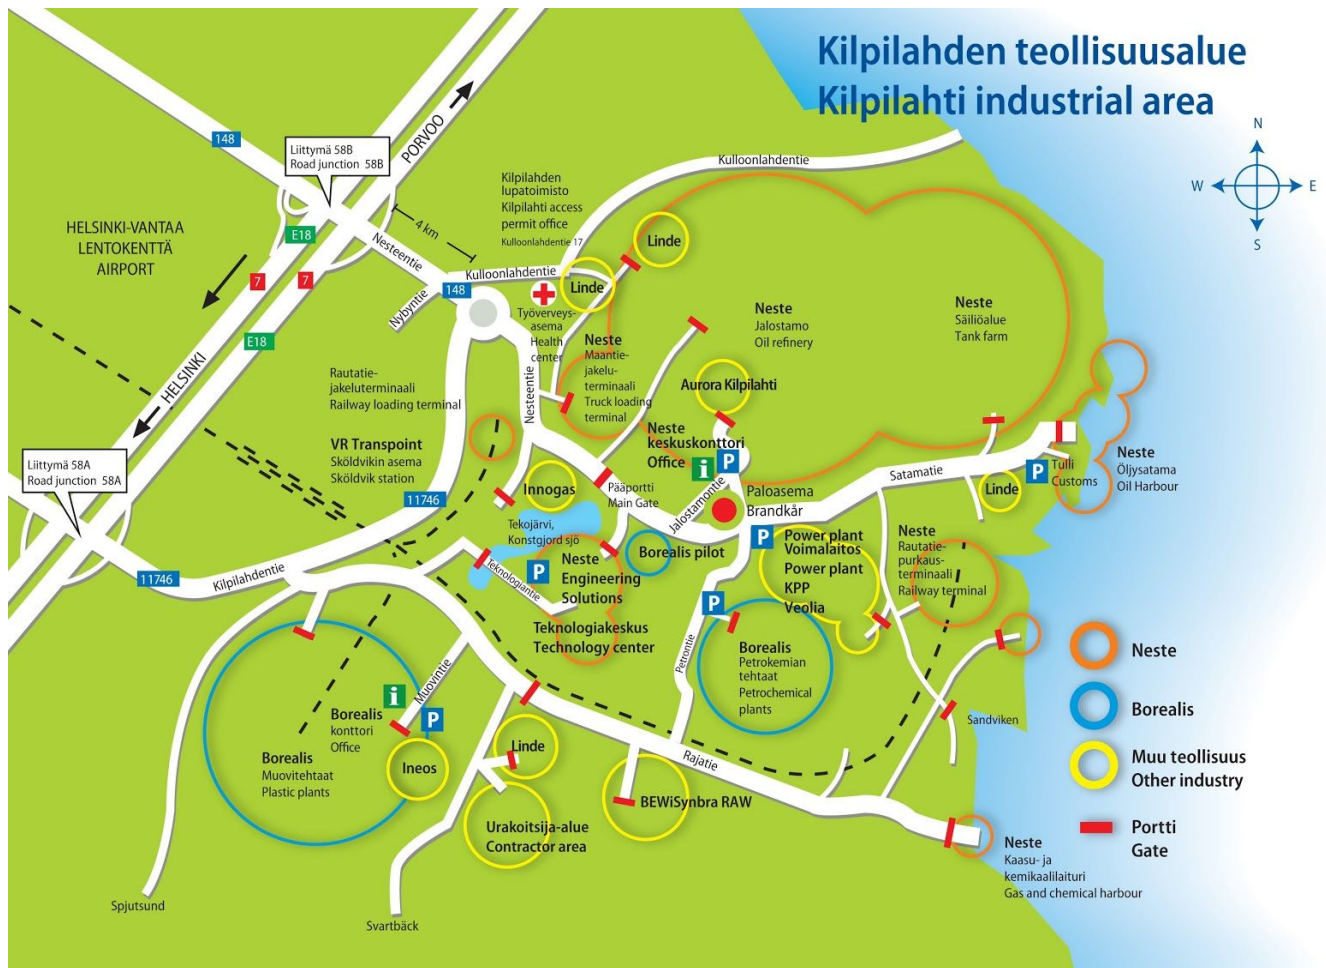 Kilpilahden teollisuusalue
Kilpilahti industrial area
N
W
E
S
148
Liittymä 58B
Road junction 58B
PORVOO
HELSINKI-VANTAA
LENTOKENTTÄ
AIRPORT
E18
7
7
E18
HELSINKI
4 km
Nesteentie
Nybyntie
148
Kulloonlahdentie
Kulloonlahdentie
Kilpilahden
lupatoimisto
Kilpilahti access
permit office
Kulloonlahdentie 17
Linde
Linde
Työverveys-
asema
Health
center
Neste
Maantie-
jakelu-
terminaali
Truck loading
terminal
Neste
Jalostamo
Oil refinery
Neste
Säiliöalue
Tank farm
Aurora Kilpilahti
Rautatie-
jakeluterminaali
Railway loading terminal
VR Transpoint
Sköldvikin asema
Sköldvik station
Nesteentie
Neste
keskuskonttori
Office
i
P
Liittymä 58A
Road junction 58A
11746
11746
Kilpilahdentie
Innogas
Pääportti
Main Gate
Jalostamontie
Paloasema
Brandkår
Satamatie
Linde
P
Tulli
Customs
Neste
Öljysatama
Oil Harbour
Tekojärvi,
Konstgjord sjö
Teknologiantie
P
Neste
Engineering
Solutions
Borealis pilot
P
Power plant
Voimalaitos
Power plant
KPP
Veolia
Neste
Rautatie-
purkaus-
terminaali
Railway terminal
Teknologiakeskus
Technology center
P
Petrontie
Borealis
Petrokemian
tehtaat
Petrochemical
plants
Muovintie
i
P
Borealis
konttori
Office
Borealis
Muovitehtaat
Plastic plants
Ineos
Linde
Urakoitsija-alue
Contractor area
Rajatie
BEWiSynbra RAW
Sandviken
Neste
Kaasu- ja
kemikaalilaituri
Gas and chemical harbour
Spjutsund
Svartbäck
Neste
Borealis
Muu teollisuus
Other industry
Portti
Gate